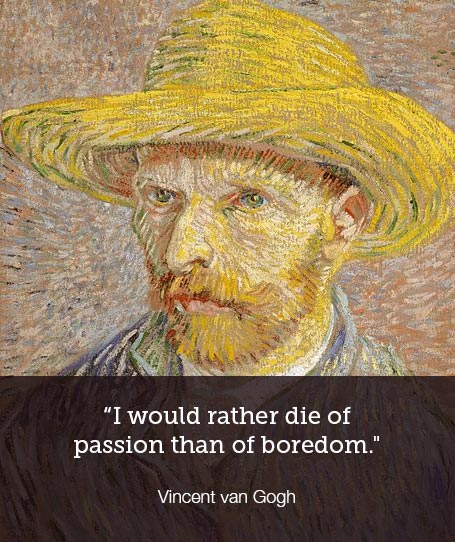 “I would rather die of
passion than of boredom."
Vincent van Gogh